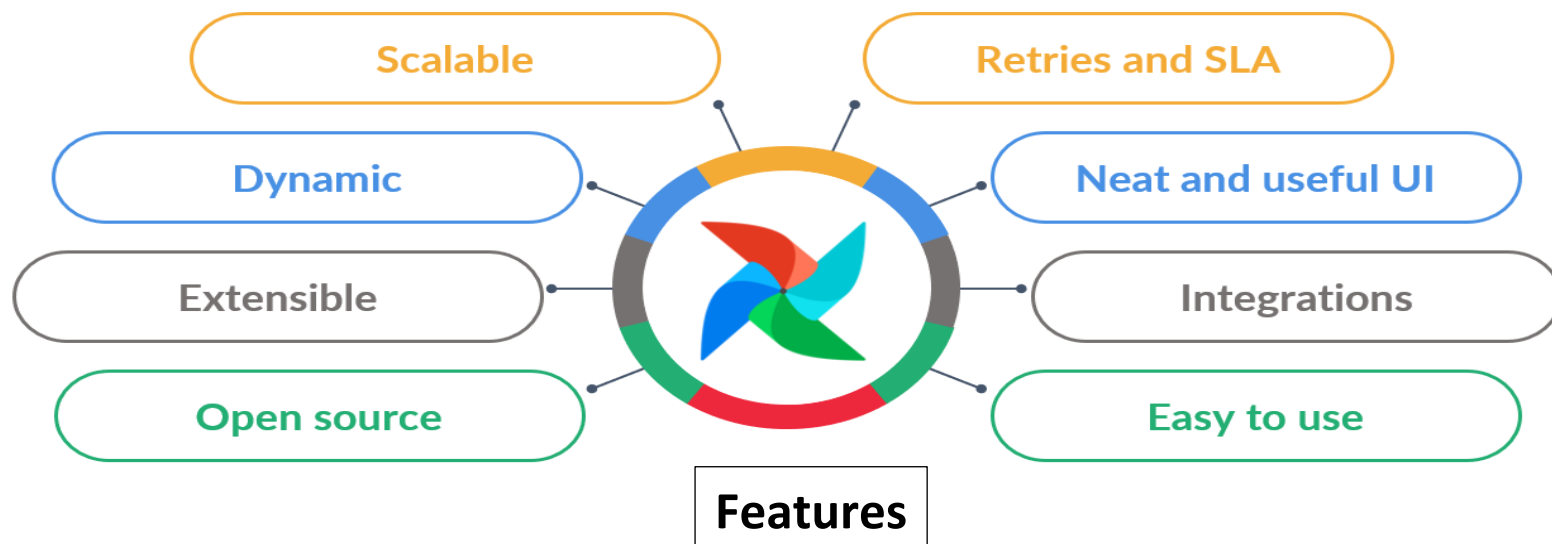 Scalable
Retries and SLA
Dynamic
Neat and useful UI
Extensible
Integrations
Open source
Easy to use
Features